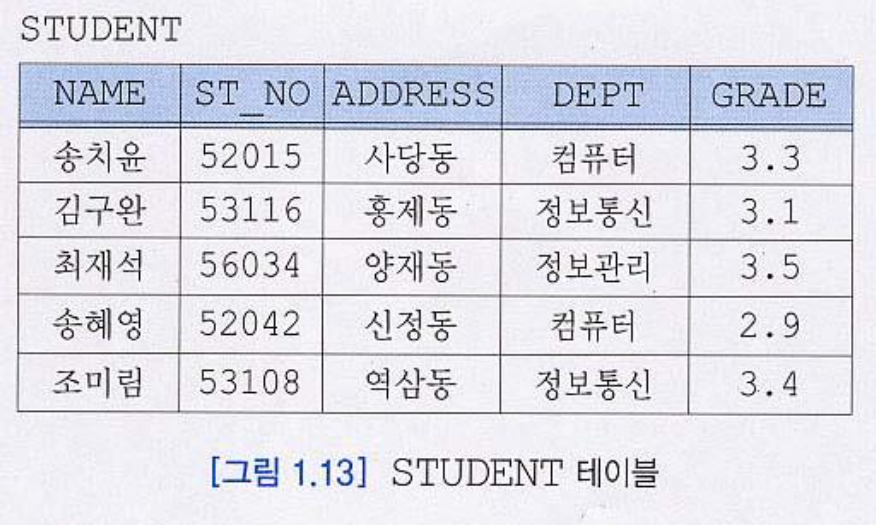 STUDENT
NAME ST_NO ADDRESS DEPT GRADE
송치윤 52015 사당동 컴퓨터 3.3
김구완 53116 홍제동 정보통신 3.1
최재석 56034 양재동 정보관리 3.5
송혜영 52042 신정동 컴퓨터 2.9
조미림 53108 역삼동 정보통신 3.4
[그림 1.13] STUDENT 테이블